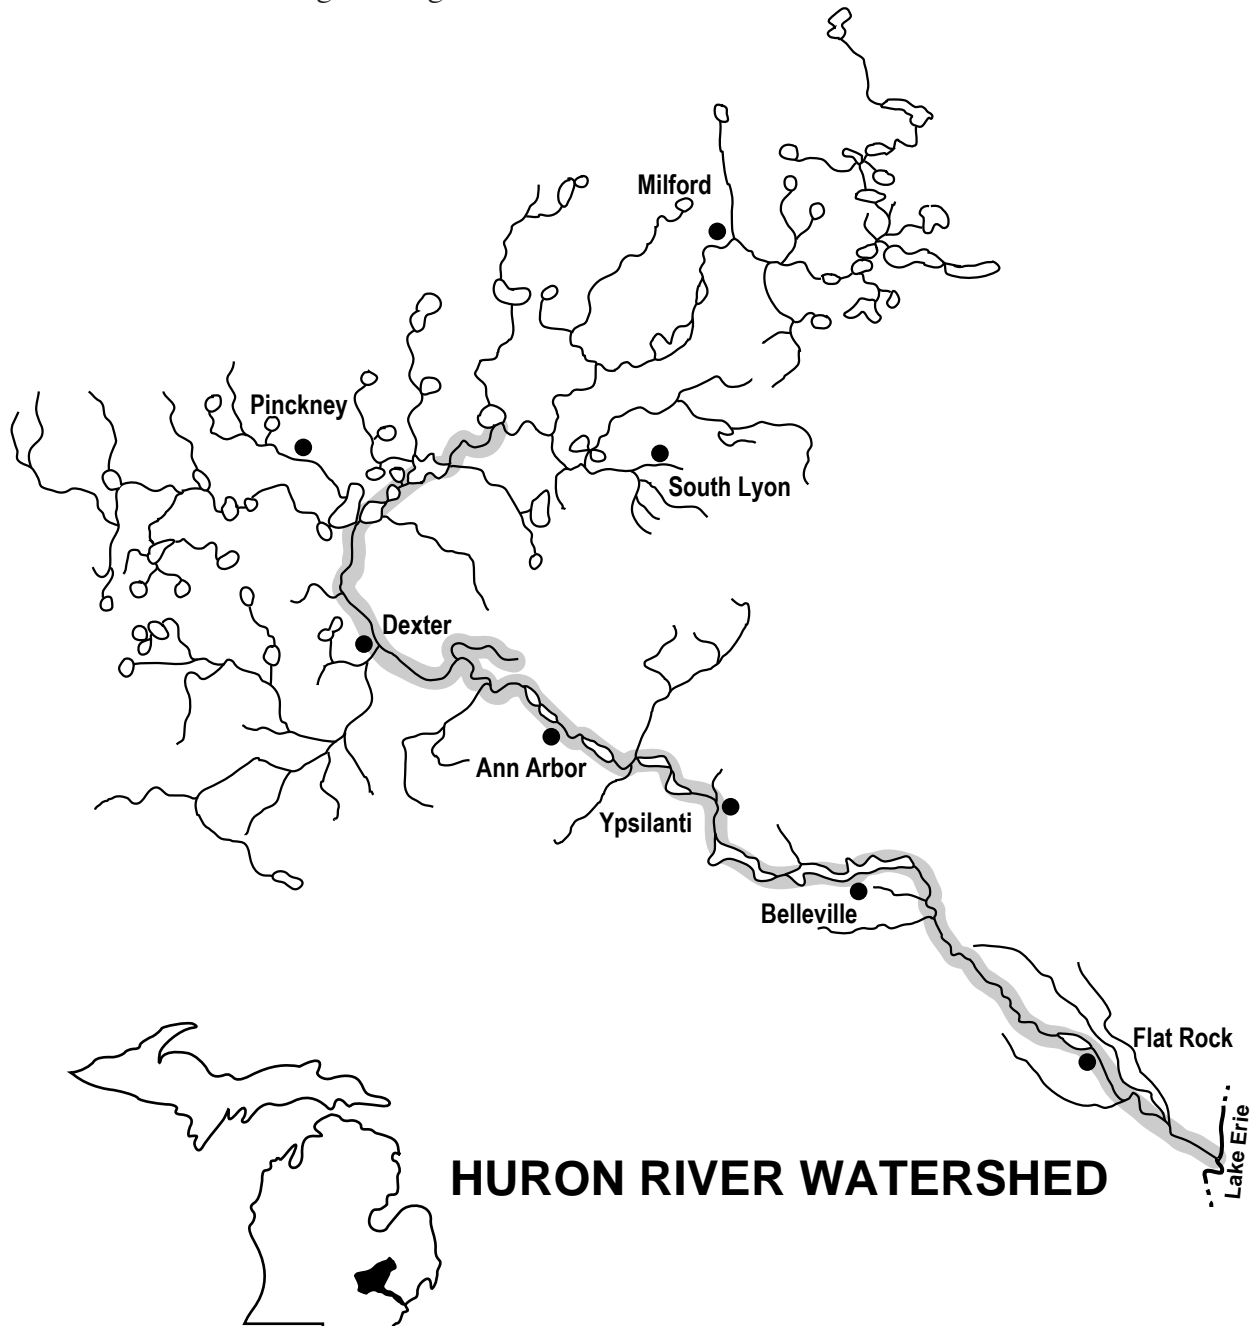 Milford
Pinckney
South Lyon
Dexter
Ann Arbor
Ypsilanti
Belleville
Flat Rock
Lake Erie
HURON RIVER WATERSHED